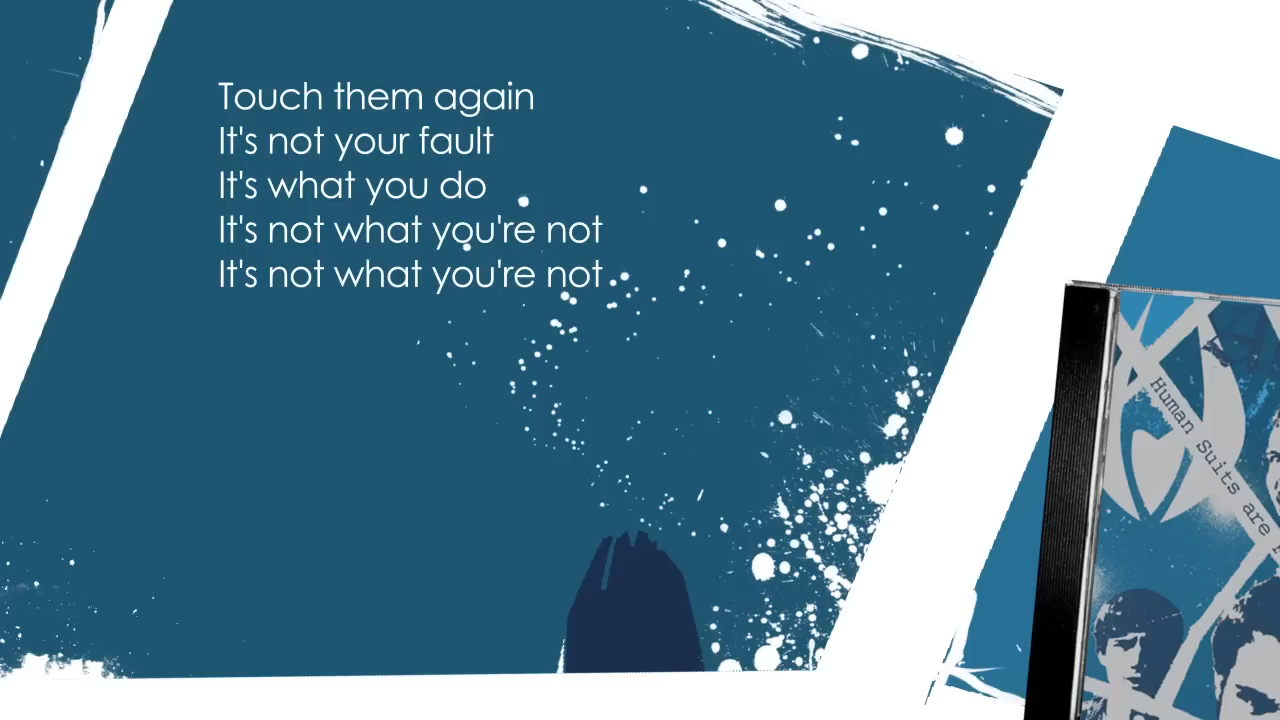 Touch them again
It's not your fault
It's what you do
It's not what you're not
It's not what you're not
Human Suits are